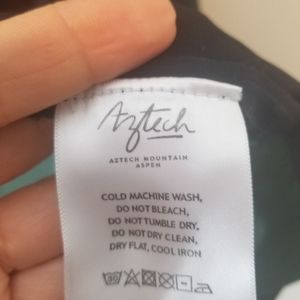 Aztech
AZTECH MOUNTAIN
ASPEN
COLD MACHINE WASH,
DO NOT BLEACH,
DO NOT TUMBLE DRY,
DO NOT DRY CLEAN,
DRY FLAT, COOL IRON
30